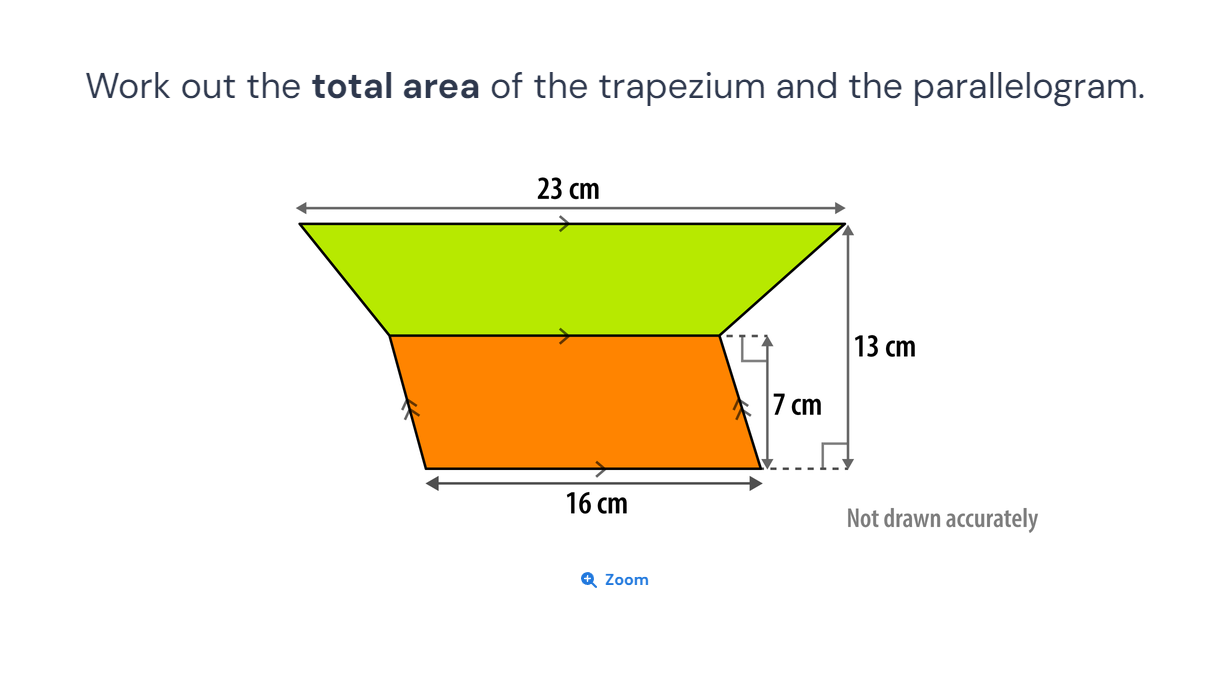 Work out the total area of the trapezium and the parallelogram.
23 cm
13 cm
7 cm
16 cm
Not drawn accurately
Zoom